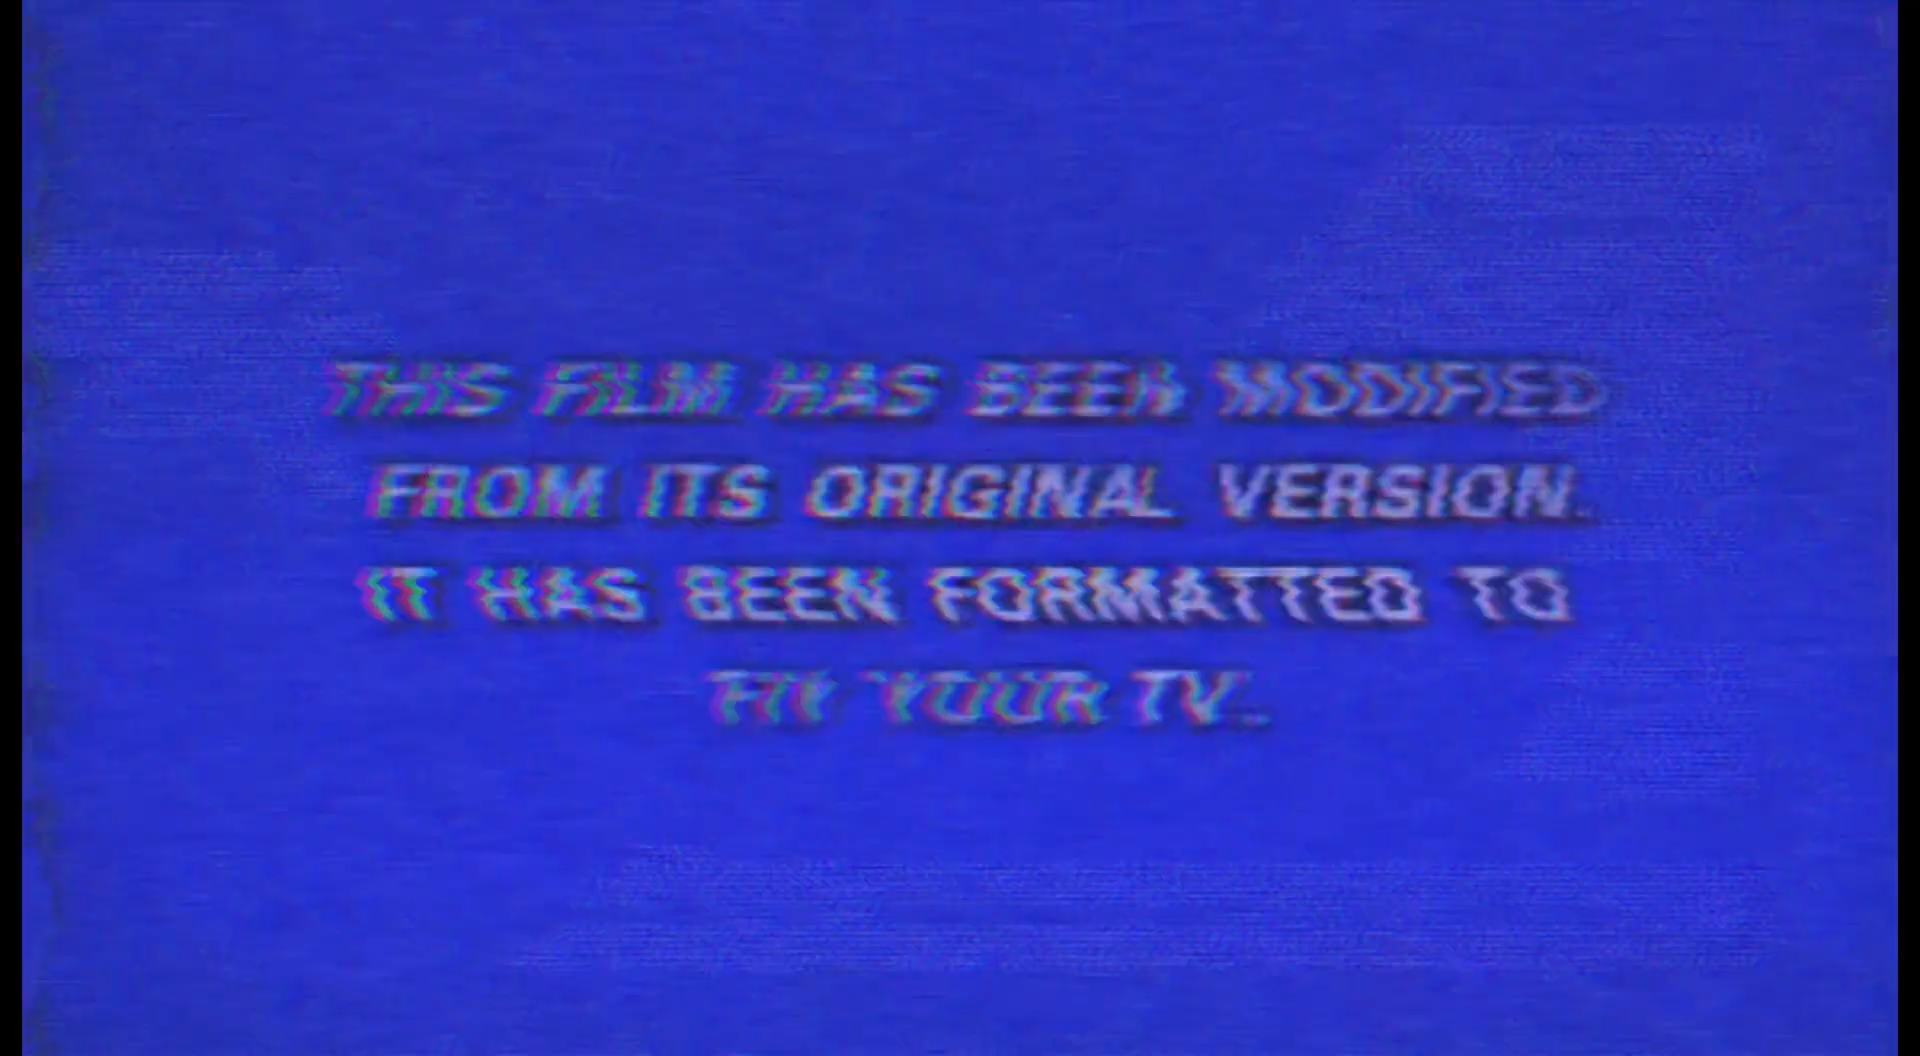 THIS FILM HAS BEEN MODIFIED
FROM ITS ORIGINAL VERSION.
IT HAS BEEN FORMATTED TO
FIT YOUR TV..